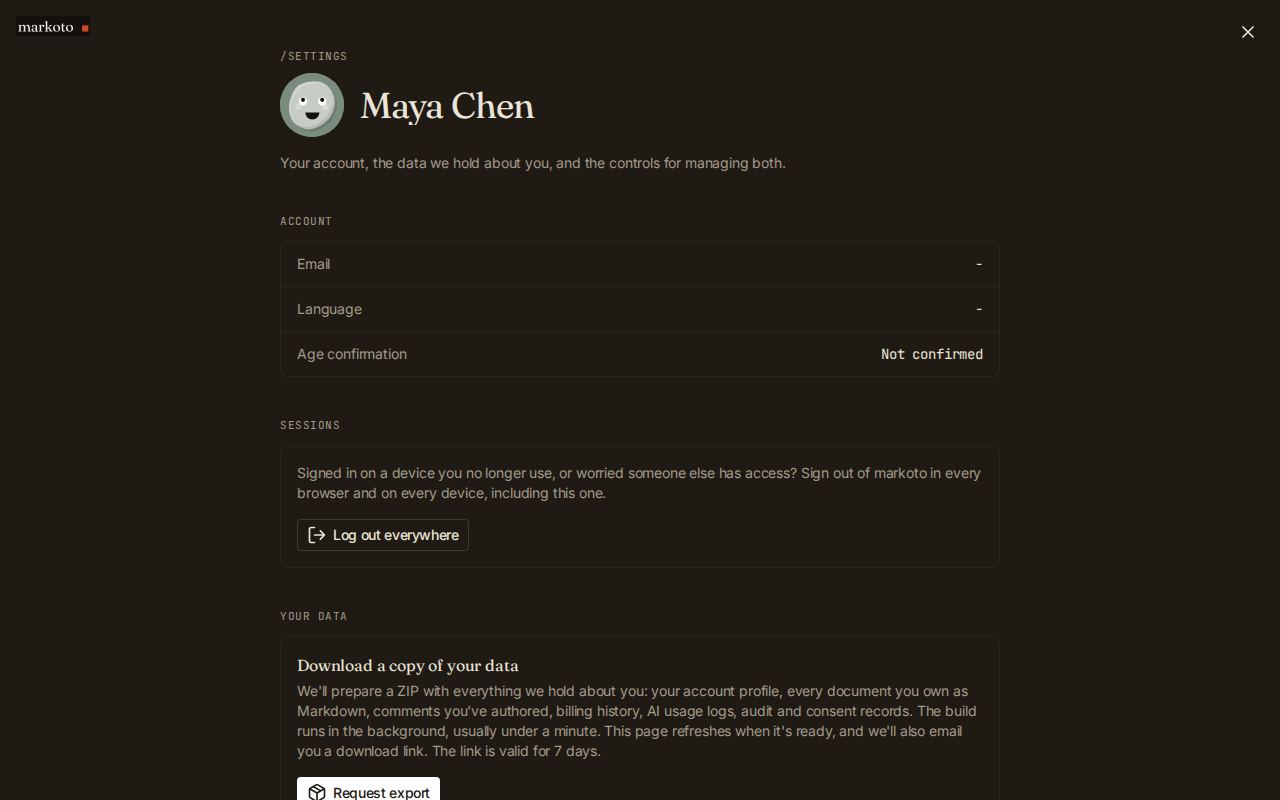 markoto
/SETTINGS
Maya Chen
Your account, the data we hold about you, and the controls for managing both.
ACCOUNT
Email -
Language -
Age confirmation Not confirmed
SESSIONS
Signed in on a device you no longer use, or worried someone else has access? Sign out of markoto in every
browser and on every device, including this one.
Log out everywhere
YOUR DATA
Download a copy of your data
We'll prepare a ZIP with everything we hold about you: your account profile, every document you own as
Markdown, comments you've authored, billing history, AI usage logs, audit and consent records. The build
runs in the background, usually under a minute. This page refreshes when it's ready, and we'll also email
you a download link. The link is valid for 7 days.
Request export